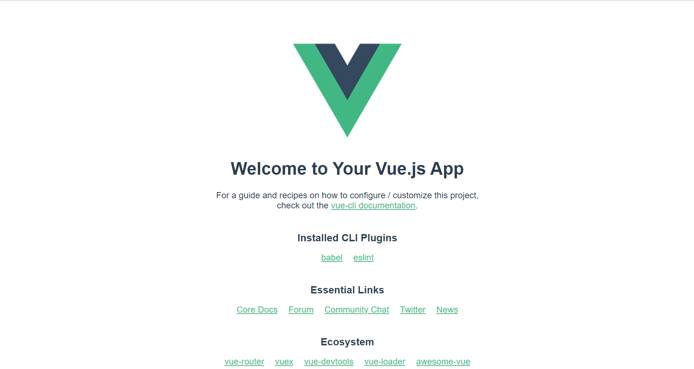 Welcome to Your Vue.js App
For a guide and recipes on how to configure / customize this project,
check out the vue-cli documentation.
Installed CLI Plugins
babel eslint
Essential Links
Core Docs Forum Community Chat Twitter News
Ecosystem
vue-router vuex vue-devtools vue-loader awesome-vue